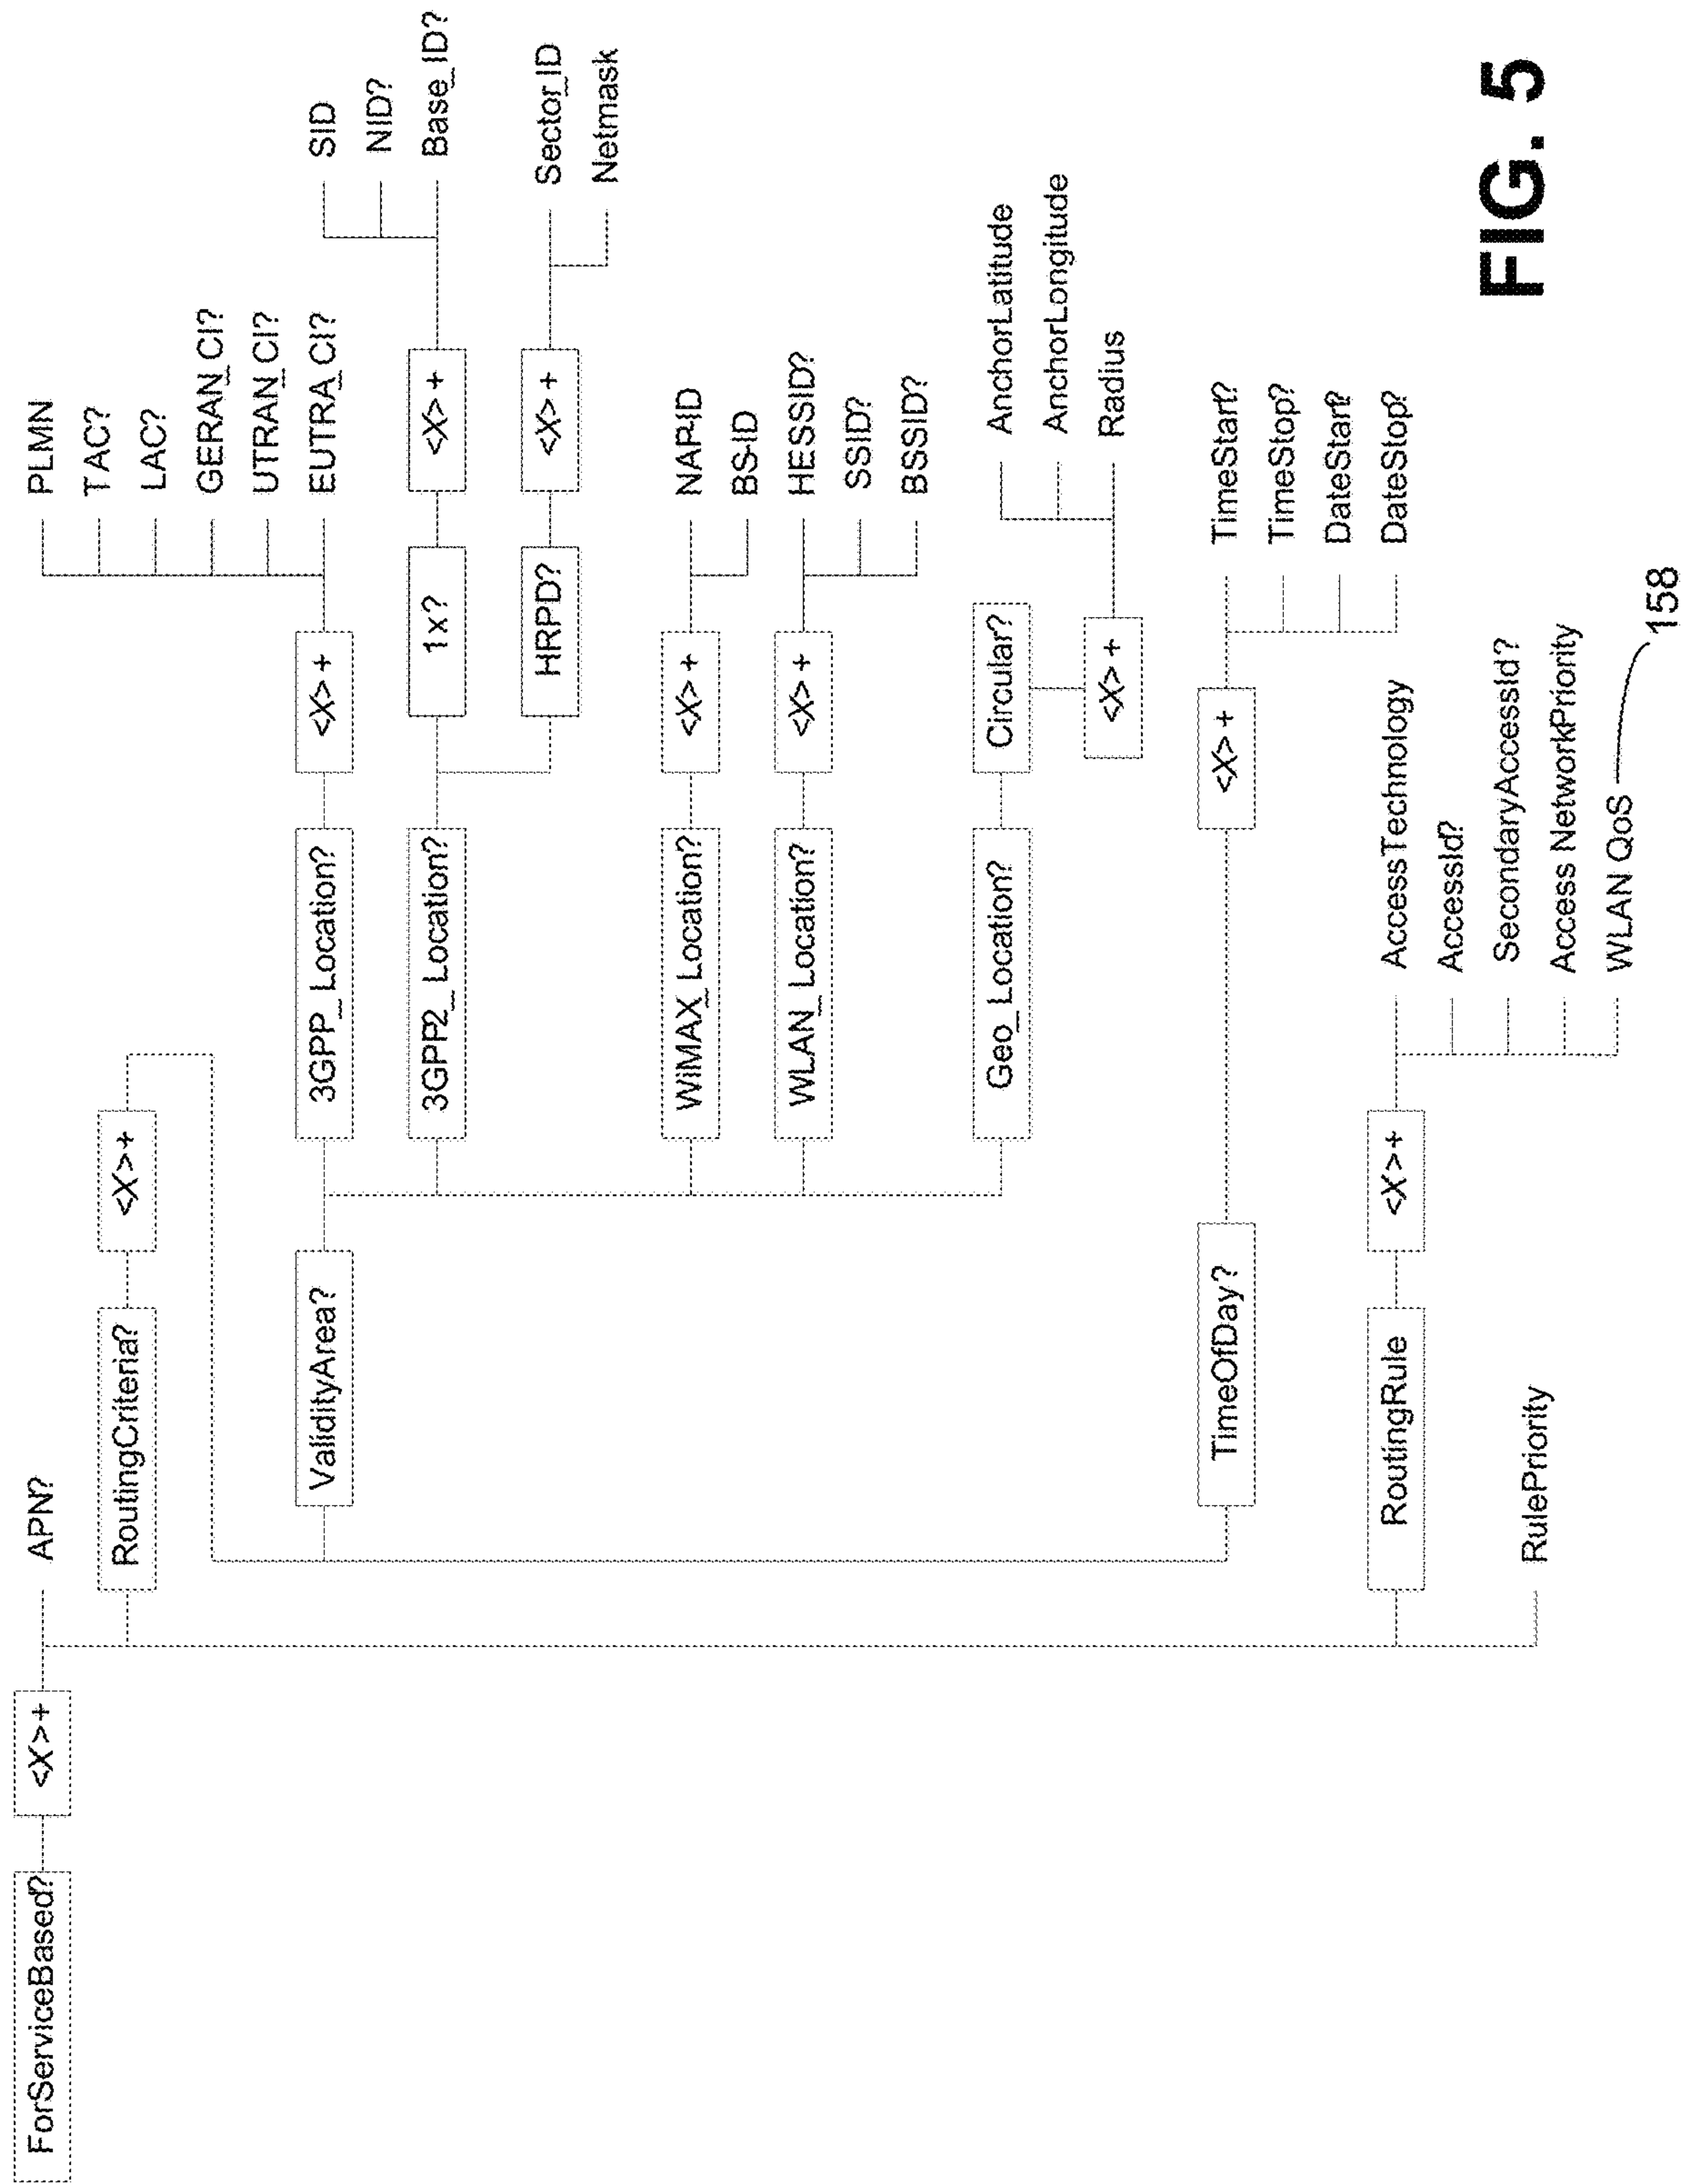 ForServiceBased?
<X>+
APN?
RoutingCriteria?
<X>+
ValidityArea?
3GPP_Location?
<X>+
PLMN
TAC?
LAC?
GERAN_CI?
UTRAN_CI?
EUTRA_CI?
3GPP2_Location?
1x?
<X>+
SID
NID?
Base_ID?
HRPD?
<X>+
Sector_ID
Netmask
WiMAX_Location?
<X>+
NAP-ID
BS-ID
WLAN_Location?
<X>+
HESSID?
SSID?
BSSID?
Geo_Location?
Circular?
<X>+
AnchorLatitude
AnchorLongitude
Radius
TimeOfDay?
<X>+
TimeStart?
TimeStop?
DateStart?
DateStop?
RoutingRule
<X>+
AccessTechnology
AccessId?
SecondaryAccessId?
Access NetworkPriority
WLAN QoS
158
RulePriority
FIG. 5